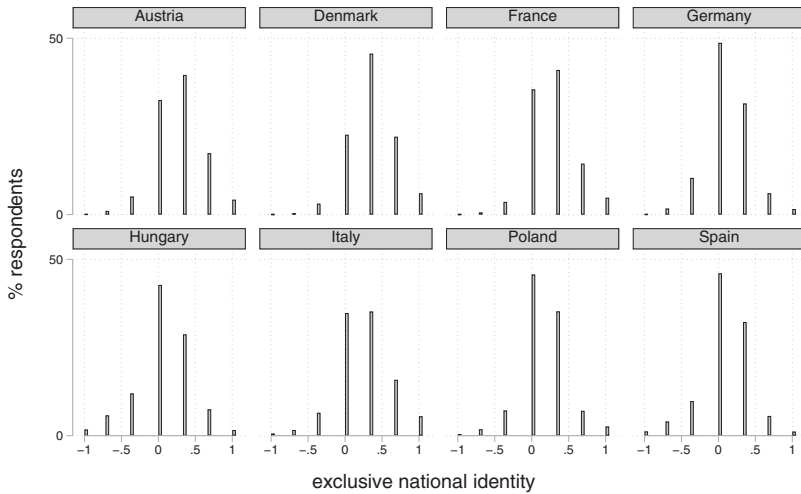 Austria Denmark France Germany
50
0
Hungary Italy Poland Spain
50
0
−1 −.5 0 .5 1 −1 −.5 0 .5 1 −1 −.5 0 .5 1 −1 −.5 0 .5 1
% respondents
exclusive national identity